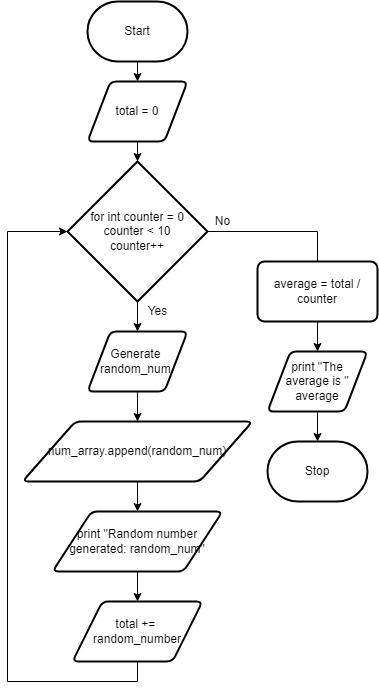 Start
total = 0
for int counter = 0
counter < 10
counter++
No
Yes
average = total /
counter
Generate
random_num
print "The
average is "
average
num_array.append(random_num)
Stop
print "Random number
generated: random_num"
total +=
random_number